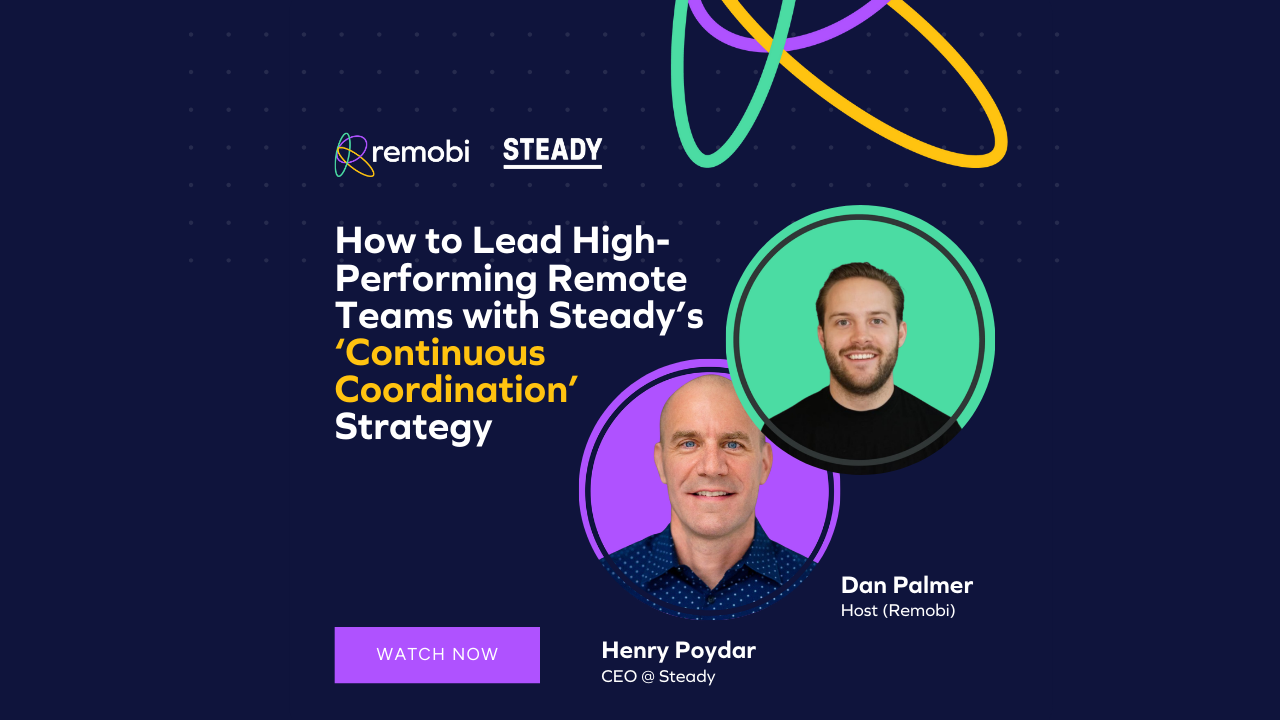 remobi STEADY
How to Lead High-
Performing Remote
Teams with Steady’s
‘Continuous
Coordination’
Strategy
Dan Palmer
Host (Remobi)
Henry Poydar
CEO @ Steady
WATCH NOW